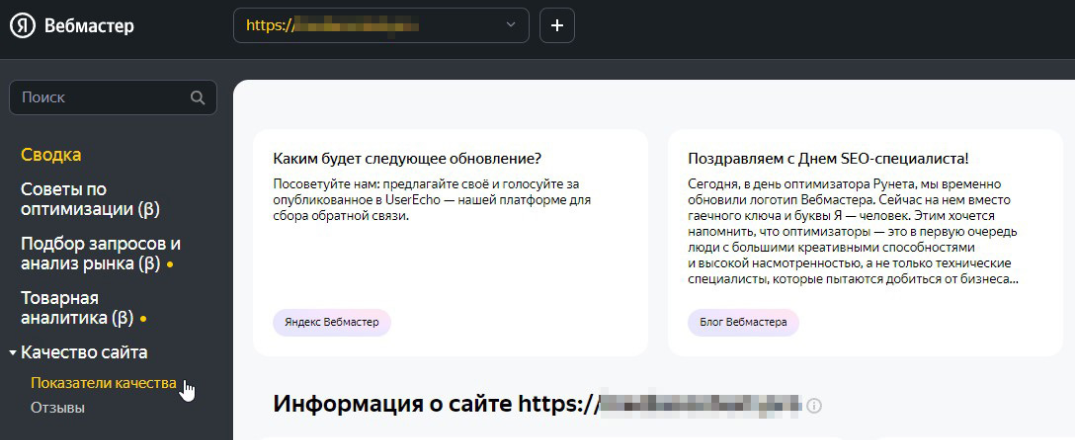 Я Вебмастер
https://
+
Поиск
Сводка
Советы по
оптимизации (β)
Подбор запросов и
анализ рынка (β)
Товарная
аналитика (β)
Качество сайта
Показатели качества
Отзывы
Каким будет следующее обновление?
Посоветуйте нам: предлагайте своё и голосуйте за
опубликованное в UserEcho — нашей платформе для
сбора обратной связи.
Яндекс Вебмастер
Поздравляем с Днем SEO-специалиста!
Сегодня, в день оптимизатора Рунета, мы временно
обновили логотип Вебмастера. Сейчас на нем вместо
гаечного ключа и буквы Я — человек. Этим хочется
напомнить, что оптимизаторы — это в первую очередь
люди с большими креативными способностями
и высокой насмотренностью, а не только технические
специалисты, которые пытаются добиться от бизнеса...
Блог Вебмастера
Информация о сайте https://